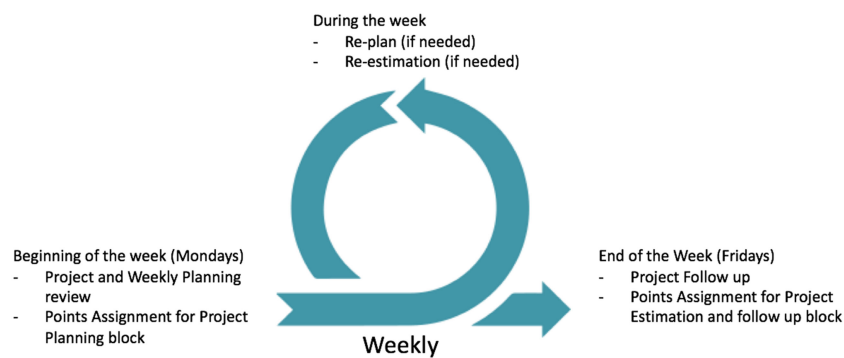 During the week
- Re-plan (if needed)
- Re-estimation (if needed)
Beginning of the week (Mondays)
- Project and Weekly Planning
review
- Points Assignment for Project
Planning block
End of the Week (Fridays)
- Project Follow up
- Points Assignment for Project
Estimation and follow up block
Weekly